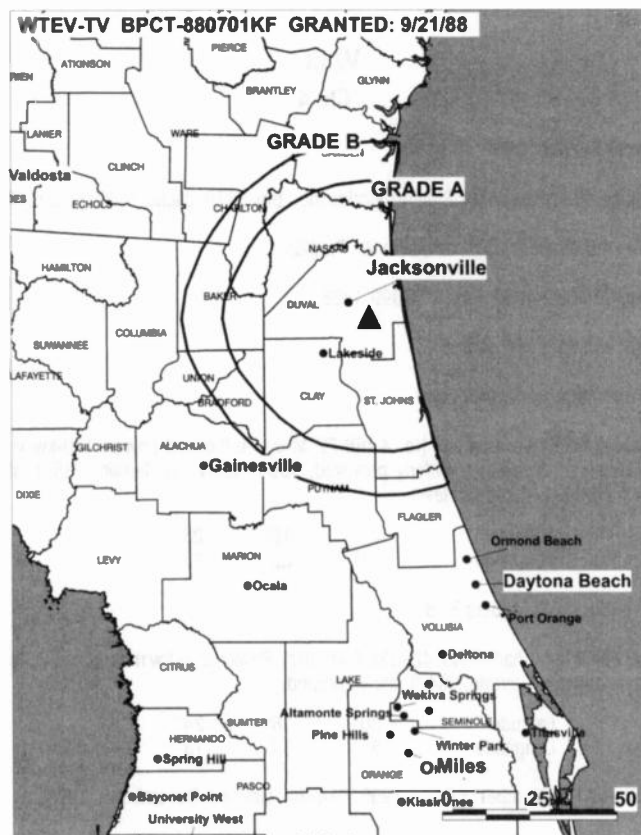 WTEV-TV BPCT-880701KF GRANTED: 9/21/88
PIERCE
ATKINSON
GLYNN
BRANTLEY
LANIER
WARE
GRADE B
CLINCH
Valdosta
GRADE A
ECHOLS
CHARLTON
NASSAU
HAMILTON
Jacksonville
BAKER
DUVAL
COLUMBIA
SUWANNEE
Lakeside
LAFAYETTE
UNION
CLAY
BRADFORD
ST. JOHNS
GILCHRIST
ALACHUA
Gainesville
PUTNAM
DIXIE
FLAGLER
LEVY
MARION
Ormond Beach
Ocala
Daytona Beach
Port Orange
VOLUSIA
Deltona
CITRUS
LAKE
Wekiva Springs
SUMTER
Altamonte Springs
SEMINOLE
HERNANDO
Pine Hills
Winter Park
Titusville
Spring Hill
ORANGE
Miles
PASCO
Bayonet Point
Kissimmee
0 25 50
University West